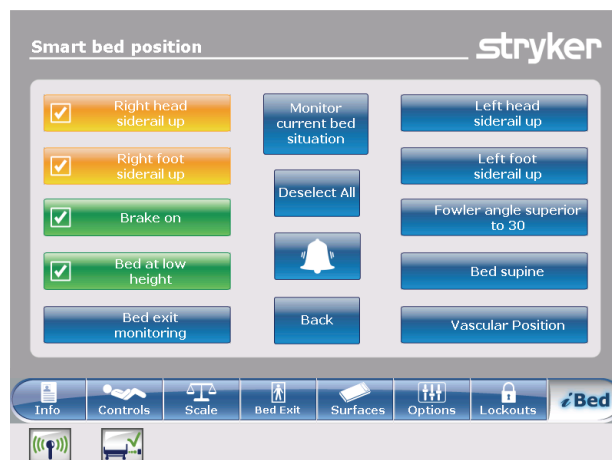 Smart bed position
stryker
Right head
siderail up
Monitor
current bed
situation
Left head
siderail up
Right foot
siderail up
Deselect All
Left foot
siderail up
Brake on
Fowler angle superior
to 30
Bed at low
height
Bed supine
Bed exit
monitoring
Back
Vascular Position
Info
Controls
Scale
Bed Exit
Surfaces
Options
Lockouts
iBed